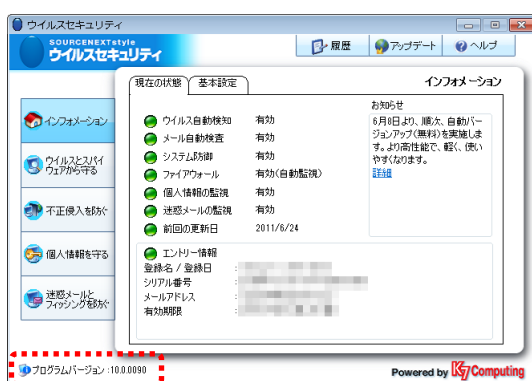 ウイルスセキュリティ
SOURCENEXTstyle
ウイルスセキュリティ
履歴
アップデート
ヘルプ
現在の状態
基本設定
インフォメーション
インフォメーション
ウイルスとスパイ
ウェアから守る
不正侵入を防ぐ
個人情報を守る
迷惑メールと
フィッシングを防ぐ
ウイルス自動検知 有効
メール自動検査 有効
システム防御 有効
ファイアウォール 有効(自動監視)
個人情報の監視 有効
迷惑メールの監視 有効
前回の更新日 2011/6/24
お知らせ
6月8日より、順次、自動バー
ジョンアップ(無料)を実施しま
す。より高性能で、軽く、使い
やすくなります。
詳細
エントリー情報
登録名 / 登録日 :
シリアル番号 :
メールアドレス :
有効期限 :
プログラムバージョン :10.0.0090
Powered by K7 Computing